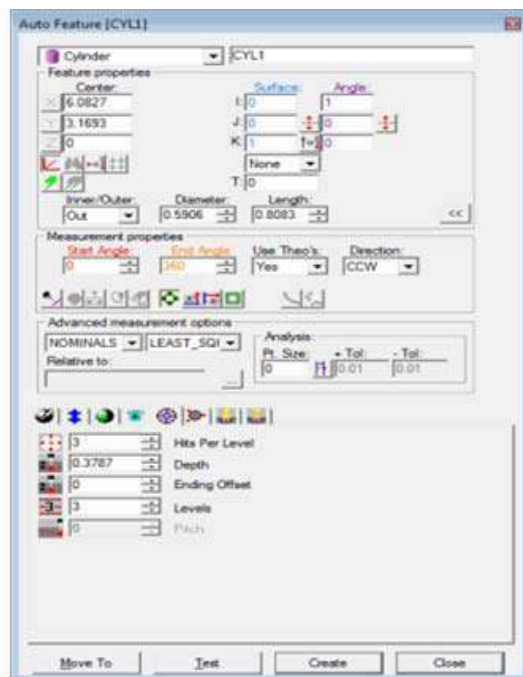 Auto Feature [CYL1]
Cylinder CYL1
Feature properties
Center: Surface: Angle:
X 6.0827 I: 0 1
Y 3.1693 J: 0 0
Z 0 K: 1 0
None
T: 0
Inner/Outer: Diameter: Length:
Out 0.5906 0.8083 <<
Measurement properties
Start Angle: End Angle: Use Theo's: Direction:
0 360 Yes CCW
Advanced measurement options
NOMINALS LEAST_SQR
Analysis:
Relative to: Pt. Size: + Tol: - Tol:
0 0.01 0.01
...
3 Hits Per Level
0.3787 Depth
0 Ending Offset
3 Levels
0 Pitch
Move To Test Create Close